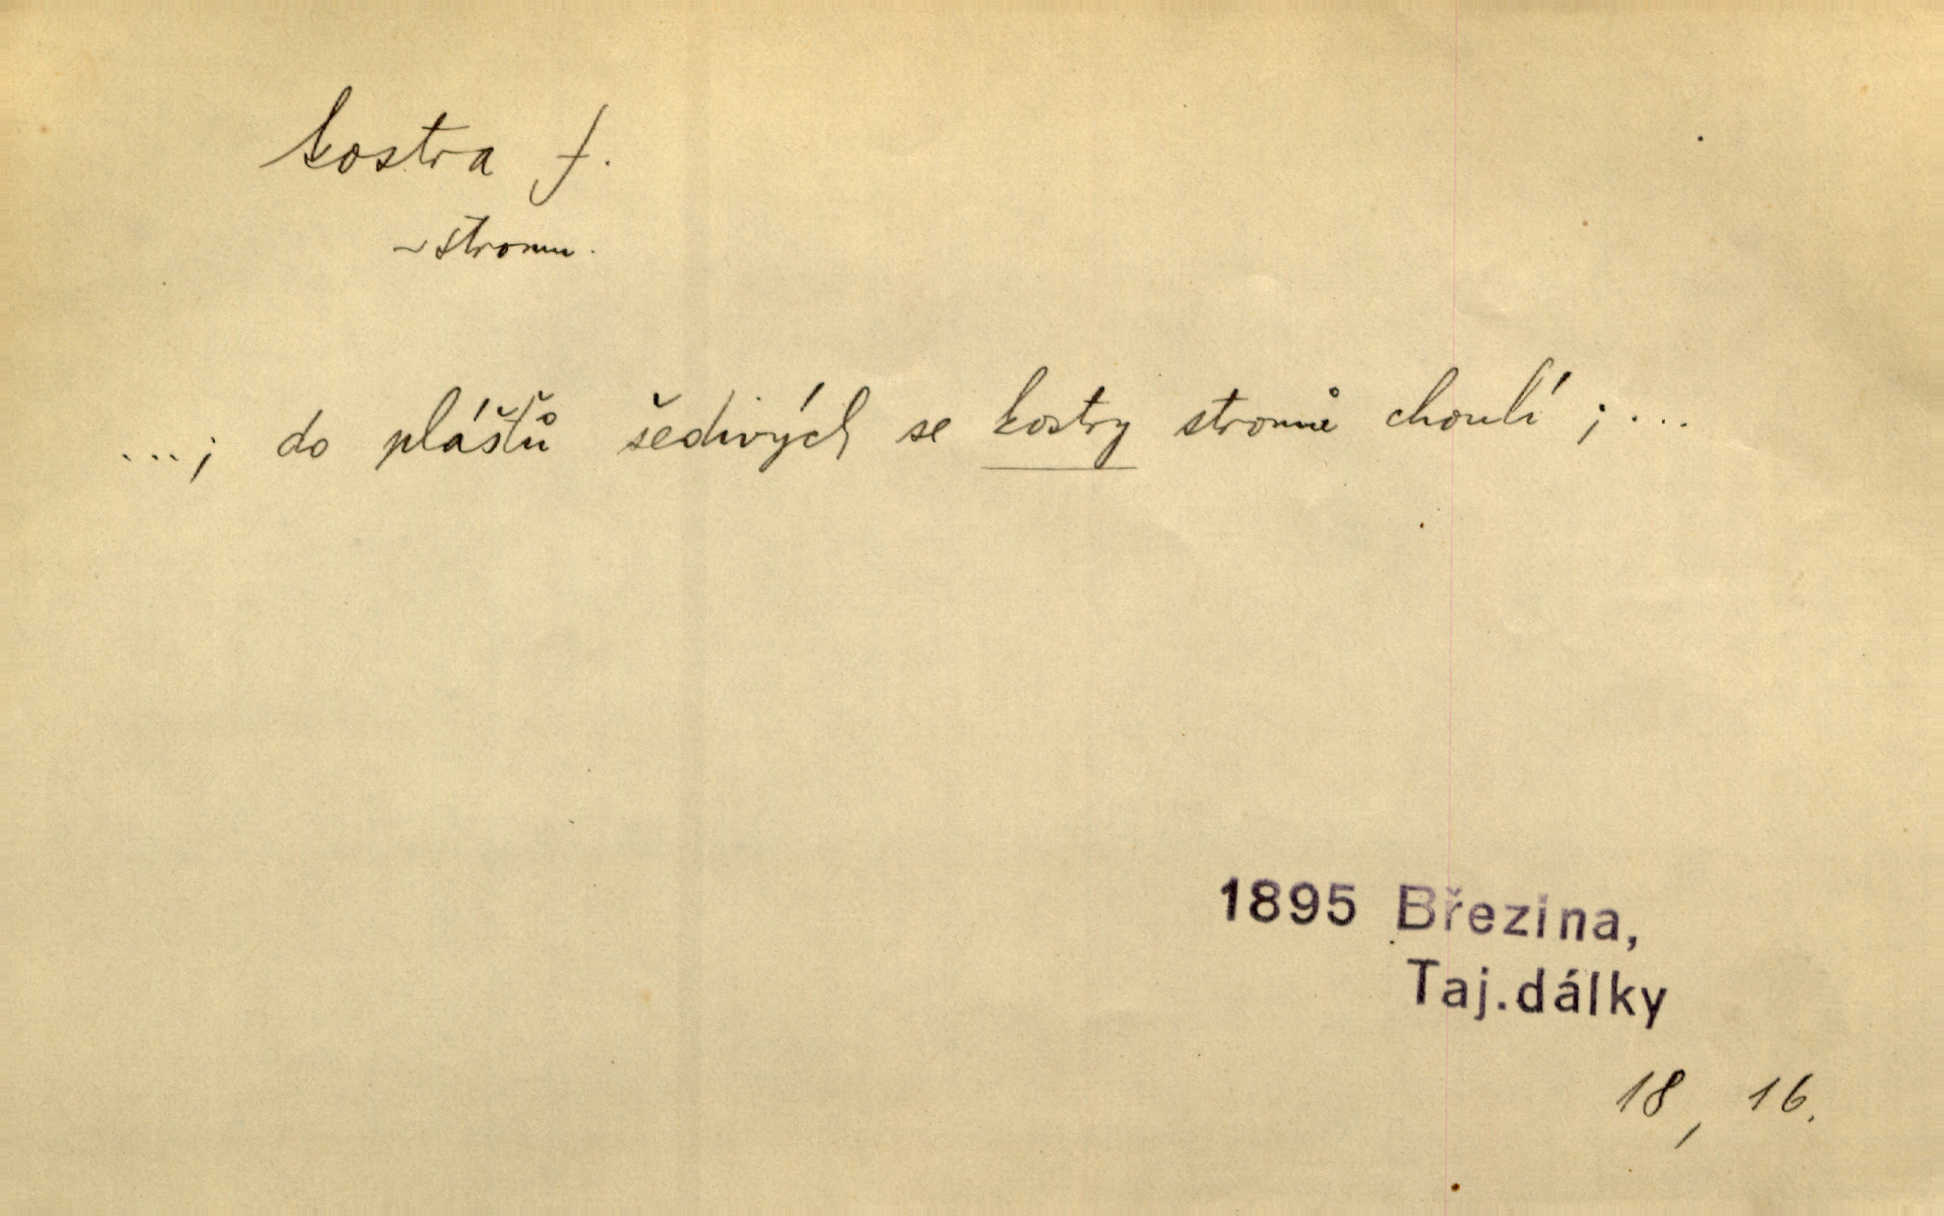 kostra f.
~ stromu.
...; do plášťů šedivých se kostry stromů choulí; ...
1895 Březina,
Taj.dálky
18, 16.